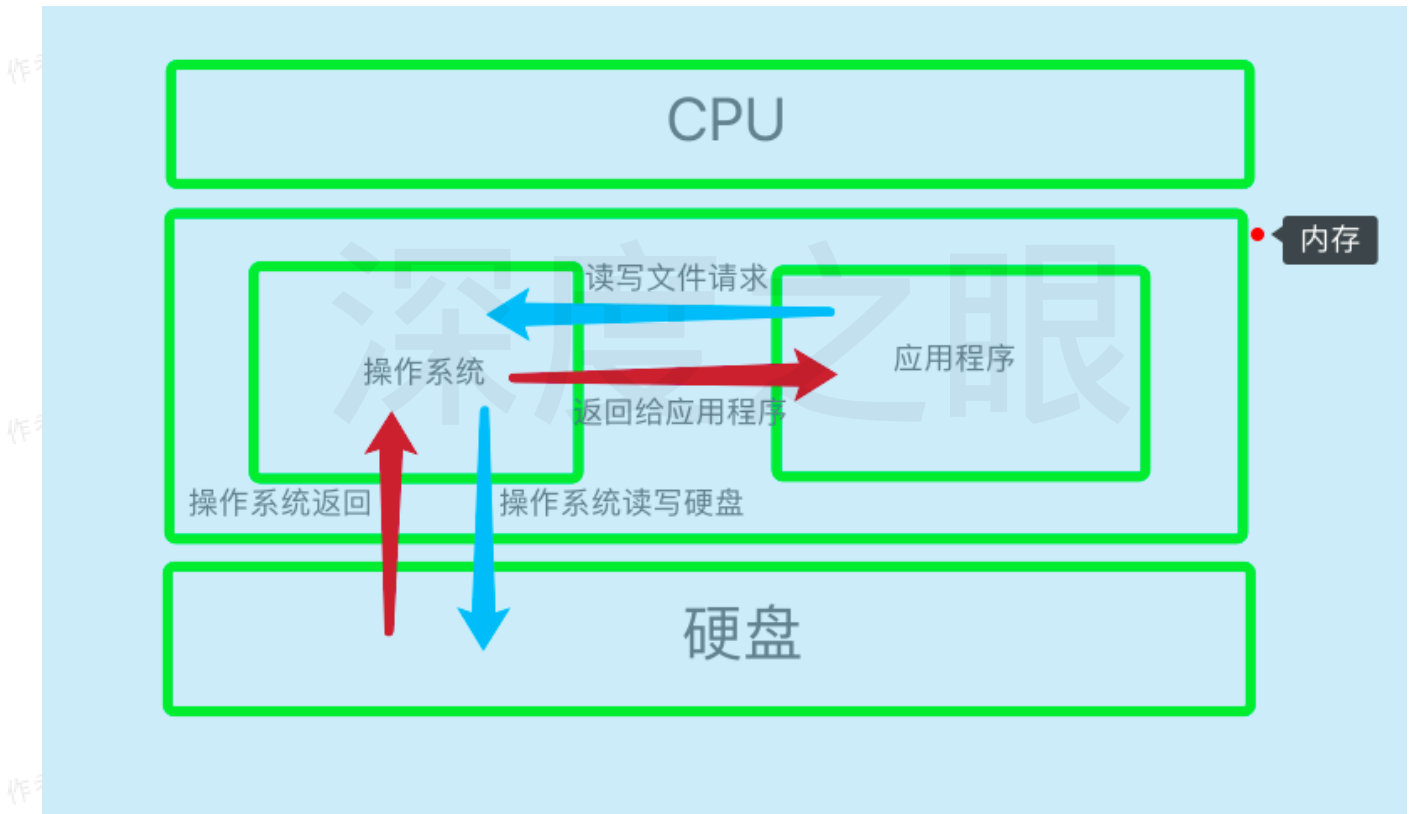 CPU
内存
深度之眼
读写文件请求
操作系统
应用程序
返回给应用程序
操作系统返回
操作系统读写硬盘
硬盘